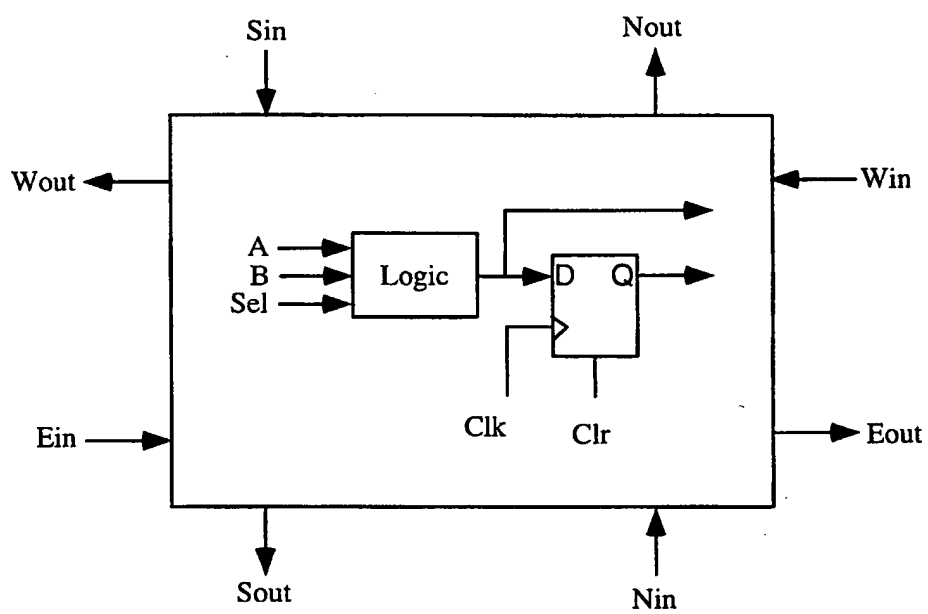 Sin
Nout
Wout
Win
A
B
Sel
Logic
D
Q
Clk
Clr
Ein
Eout
Sout
Nin